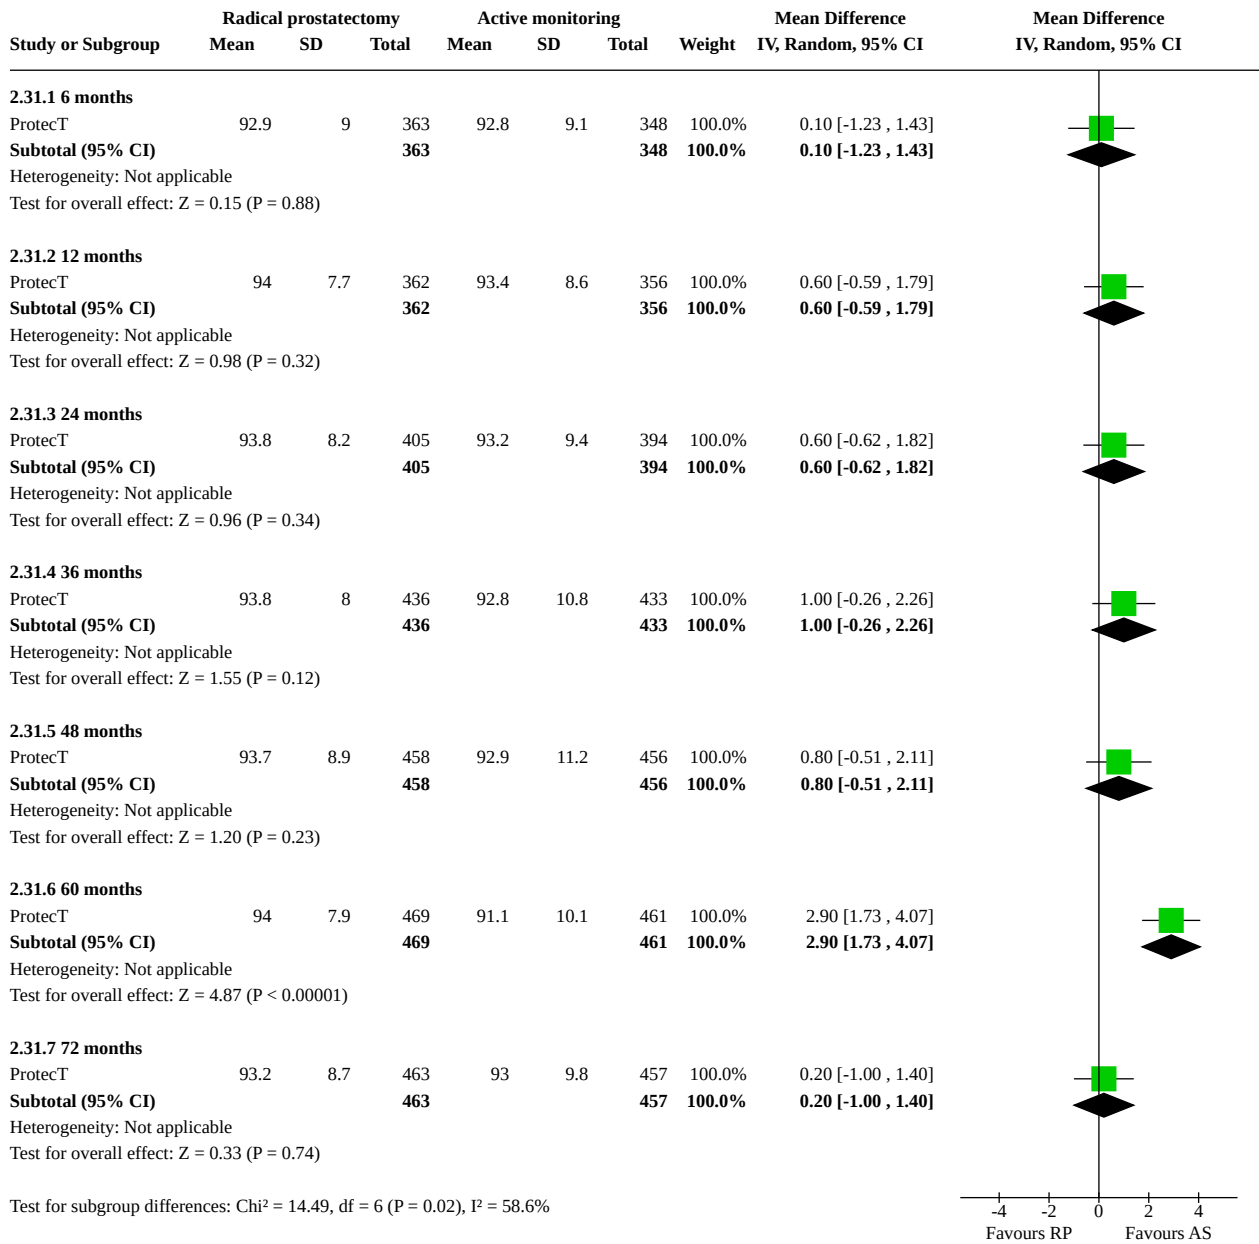 Radical prostatectomy Active monitoring Mean Difference Mean Difference
Study or Subgroup Mean SD Total Mean SD Total Weight IV, Random, 95% CI IV, Random, 95% CI
2.31.1 6 months
ProtecT 92.9 9 363 92.8 9.1 348 100.0% 0.10 [-1.23 , 1.43]
Subtotal (95% CI) 363 348 100.0% 0.10 [-1.23 , 1.43]
Heterogeneity: Not applicable
Test for overall effect: Z = 0.15 (P = 0.88)
2.31.2 12 months
ProtecT 94 7.7 362 93.4 8.6 356 100.0% 0.60 [-0.59 , 1.79]
Subtotal (95% CI) 362 356 100.0% 0.60 [-0.59 , 1.79]
Heterogeneity: Not applicable
Test for overall effect: Z = 0.98 (P = 0.32)
2.31.3 24 months
ProtecT 93.8 8.2 405 93.2 9.4 394 100.0% 0.60 [-0.62 , 1.82]
Subtotal (95% CI) 405 394 100.0% 0.60 [-0.62 , 1.82]
Heterogeneity: Not applicable
Test for overall effect: Z = 0.96 (P = 0.34)
2.31.4 36 months
ProtecT 93.8 8 436 92.8 10.8 433 100.0% 1.00 [-0.26 , 2.26]
Subtotal (95% CI) 436 433 100.0% 1.00 [-0.26 , 2.26]
Heterogeneity: Not applicable
Test for overall effect: Z = 1.55 (P = 0.12)
2.31.5 48 months
ProtecT 93.7 8.9 458 92.9 11.2 456 100.0% 0.80 [-0.51 , 2.11]
Subtotal (95% CI) 458 456 100.0% 0.80 [-0.51 , 2.11]
Heterogeneity: Not applicable
Test for overall effect: Z = 1.20 (P = 0.23)
2.31.6 60 months
ProtecT 94 7.9 469 91.1 10.1 461 100.0% 2.90 [1.73 , 4.07]
Subtotal (95% CI) 469 461 100.0% 2.90 [1.73 , 4.07]
Heterogeneity: Not applicable
Test for overall effect: Z = 4.87 (P < 0.00001)
2.31.7 72 months
ProtecT 93.2 8.7 463 93 9.8 457 100.0% 0.20 [-1.00 , 1.40]
Subtotal (95% CI) 463 457 100.0% 0.20 [-1.00 , 1.40]
Heterogeneity: Not applicable
Test for overall effect: Z = 0.33 (P = 0.74)
Test for subgroup differences: Chi² = 14.49, df = 6 (P = 0.02), I² = 58.6%
-4 -2 0 2 4
Favours RP Favours AS